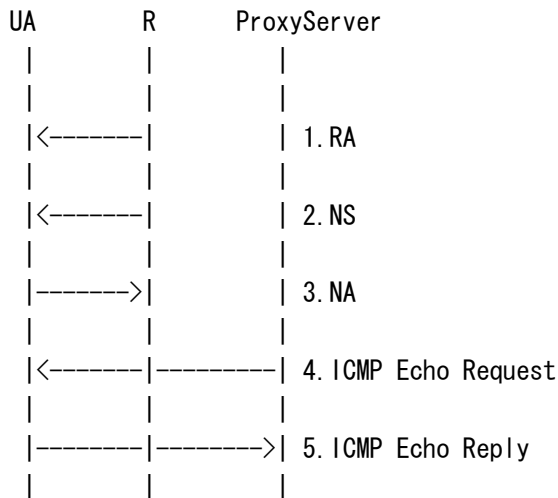 UA R ProxyServer
| | |
| | |
|<-------| | 1.RA
| | |
|<-------| | 2.NS
| | |
|------->| | 3.NA
| | |
|<-------|--------| 4.ICMP Echo Request
| | |
|--------|------->| 5.ICMP Echo Reply
| | |